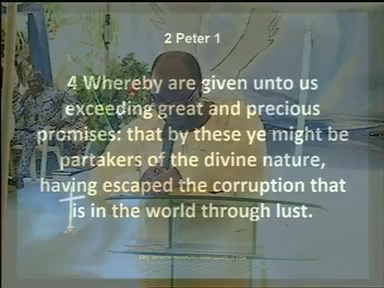 2 Peter 1
4 Whereby are given unto us
exceeding great and precious
promises: that by these ye might be
partakers of the divine nature,
having escaped the corruption that
is in the world through lust.